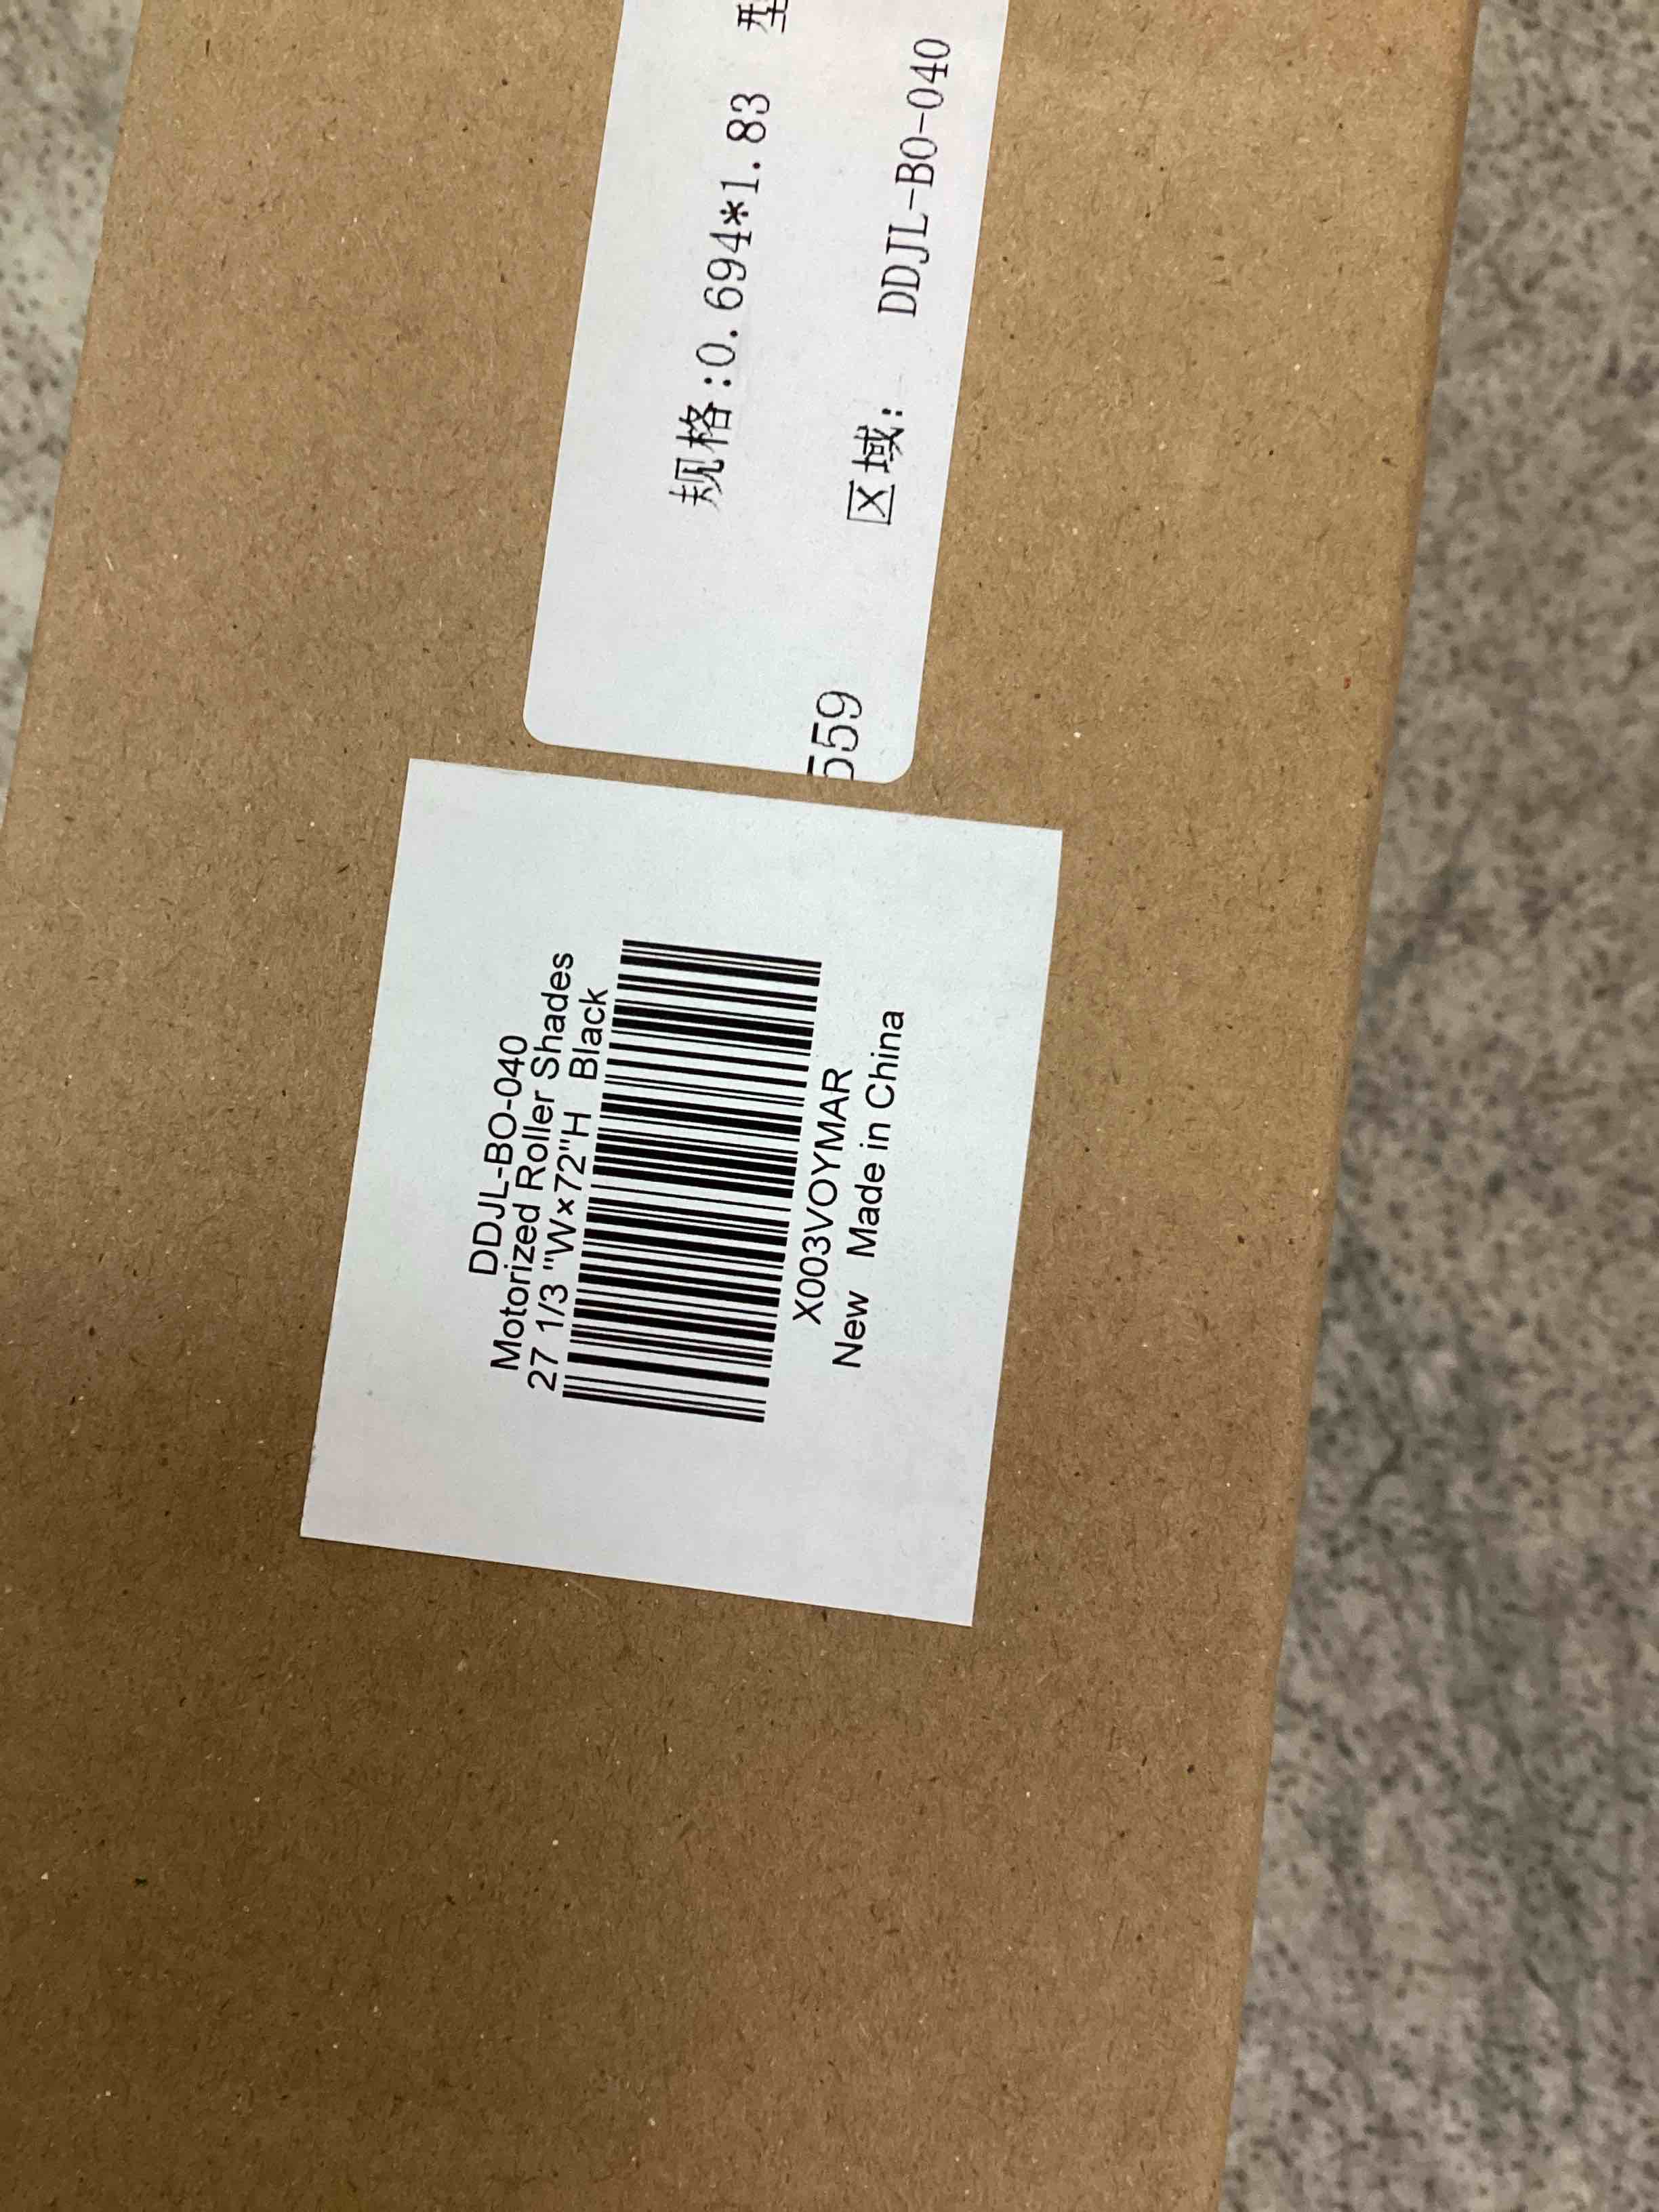 规格:0.694*1.83
区域: DDJL-BO-040
559
DDJL-BO-040
Motorized Roller Shades
27 1/3 "W×72"H Black
X003VOYMAR
New Made in China